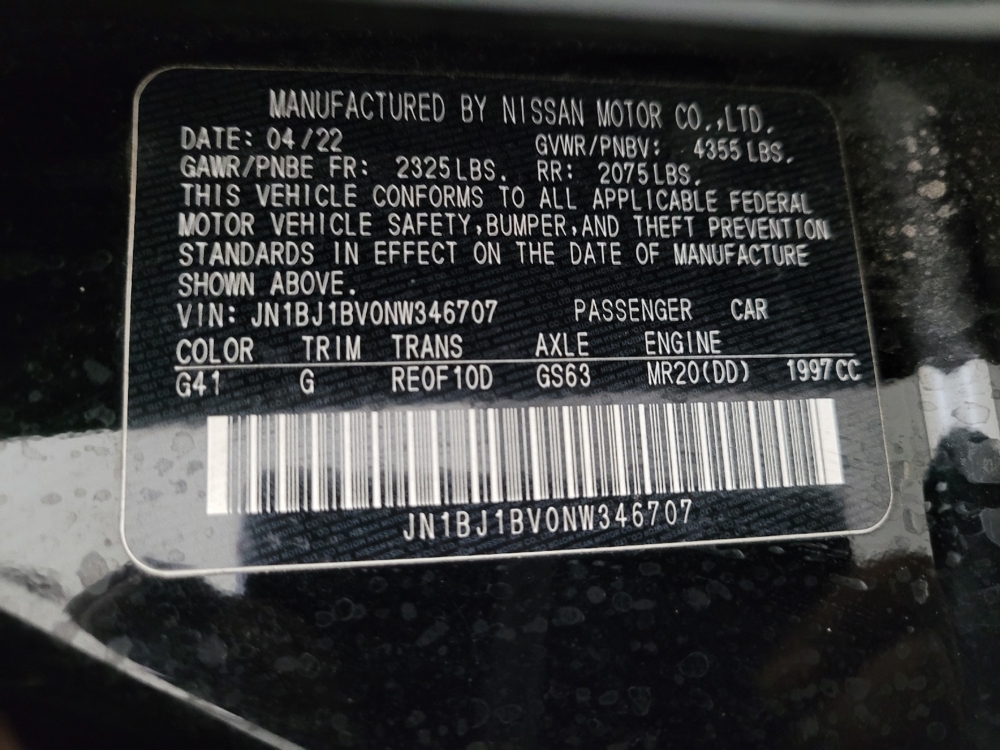 MANUFACTURED BY NISSAN MOTOR CO.,LTD.
DATE: 04/22 GVWR/PNBV: 4355 LBS.
GAWR/PNBE FR: 2325 LBS. RR: 2075 LBS.
THIS VEHICLE CONFORMS TO ALL APPLICABLE FEDERAL
MOTOR VEHICLE SAFETY,BUMPER,AND THEFT PREVENTION
STANDARDS IN EFFECT ON THE DATE OF MANUFACTURE
SHOWN ABOVE.
VIN: JN1BJ1BV0NW346707 PASSENGER CAR
COLOR TRIM TRANS AXLE ENGINE
G41 G RE0F10D GS63 MR20(DD) 1997CC
JN1BJ1BV0NW346707